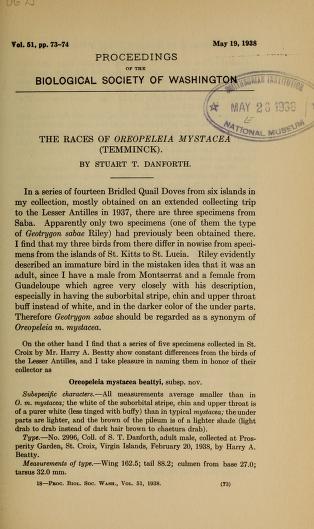 Vol. 51, pp. 73-74 May 19, 1938
PROCEEDINGS
OF THE
BIOLOGICAL SOCIETY OF WASHINGTON
SMITHSONIAN INSTITUTION
MAY 23 1938
NATIONAL MUSEUM
THE RACES OF OREOPELEIA MYSTACEA
(TEMMINCK).
BY STUART T. DANFORTH.
In a series of fourteen Bridled Quail Doves from six islands in
my collection, mostly obtained on an extended collecting trip
to the Lesser Antilles in 1937, there are three specimens from
Saba. Apparently only two specimens (one of them the
type of Geotrygon sabae Riley) had previously been obtained there.
I find that my three birds from there differ in nowise from speci-
mens from the islands of St. Kitts to St. Lucia. Riley evidently
described an immature bird in the mistaken idea that it was an
adult, since I have a male from Montserrat and a female from
Guadeloupe which agree very closely with his description,
especially in having the suborbital stripe, chin and upper throat
buff instead of white, and in the darker color of the under parts.
Therefore Geotrygon sabae should be regarded as a synonym of
Oreopeleia m. mystacea.
On the other hand I find that a series of five specimens collected in St.
Croix by Mr. Harry A. Beatty show constant differences from the birds of
the Lesser Antilles, and I take pleasure in naming them in honor of their
collector as
Oreopeleia mystacea beattyi, subsp. nov.
Subspecific characters.—All measurements average smaller than in
O. m. mystacea; the white of the suborbital stripe, chin and upper throat is
of a purer white (less tinged with buffy) than in typical mystacea; the under
parts are lighter, and the brown of the pileum is of a lighter shade (light
drab to drab instead of dark hair brown to chaetura drab).
Type.—No. 2996, Coll. of S. T. Danforth, adult male, collected at Pros-
perity Garden, St. Croix, Virgin Islands, February 20, 1938, by Harry A.
Beatty.
Measurements of type.—Wing 162.5; tail 88.2; culmen from base 27.0;
tarsus 32.0 mm.
18—Proc. Biol. Soc. Wash., Vol. 51, 1938. (73)